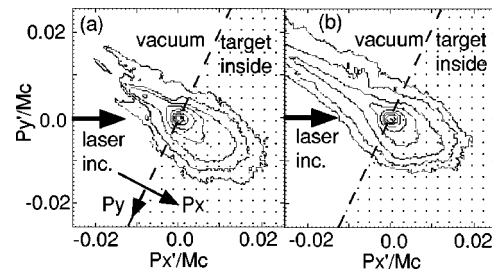 (a)
vacuum
target
inside
laser
inc.
Py
Px
0.02
0.0
-0.02
Py'/Mc
-0.02
0.0
0.02
Px'/Mc
(b)
vacuum
target
inside
laser
inc.
-0.02
0.0
0.02
Px'/Mc